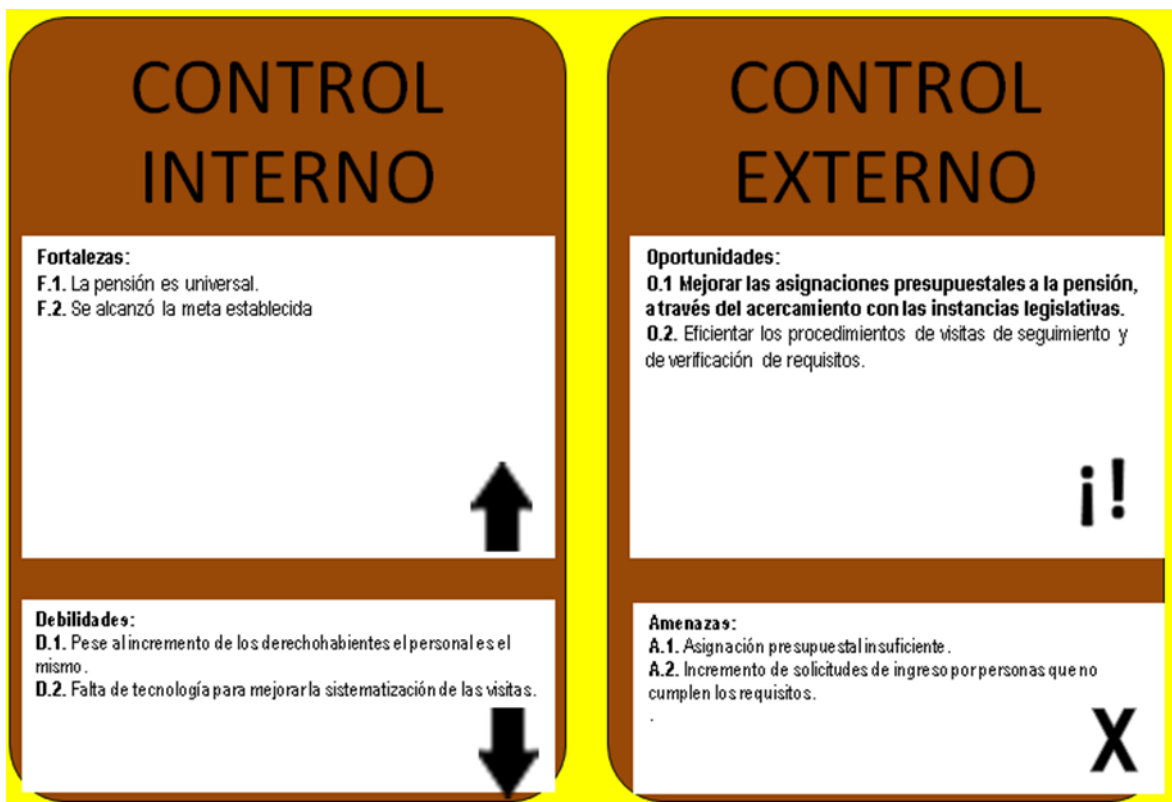 CONTROL
INTERNO
Fortalezas:
F.1. La pensión es universal.
F.2. Se alcanzó la meta establecida
Debilidades:
D.1. Pese al incremento de los derechohabientes el personal es el
mismo.
D.2. Falta de tecnología para mejorar la sistematización de las visitas.
CONTROL
EXTERNO
Oportunidades:
O.1 Mejorar las asignaciones presupuestales a la pensión,
a través del acercamiento con las instancias legislativas.
O.2. Eficientar los procedimientos de visitas de seguimiento y
de verificación de requisitos.
¡!
Amenazas:
A.1. Asignación presupuestal insuficiente.
A.2. Incremento de solicitudes de ingreso por personas que no
cumplen los requisitos.
.
X